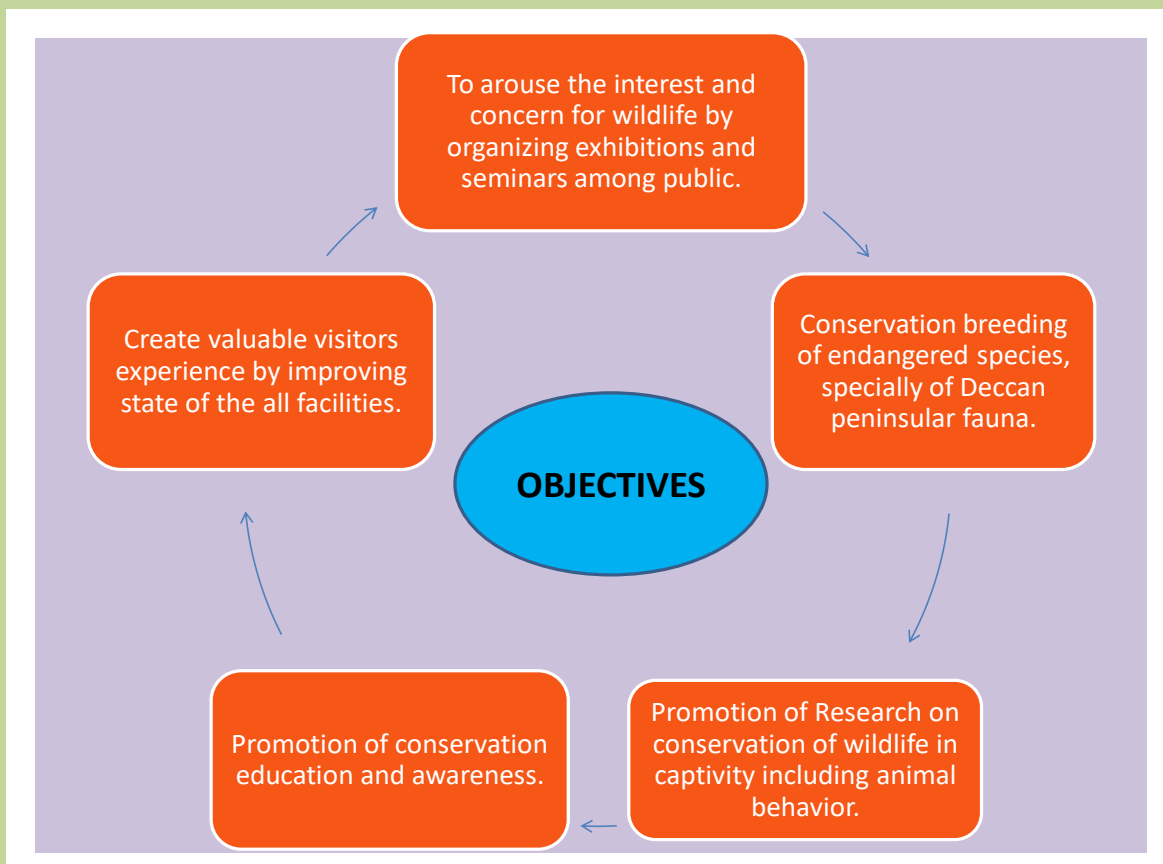 To arouse the interest and
concern for wildlife by
organizing exhibitions and
seminars among public.
Conservation breeding
of endangered species,
specially of Deccan
peninsular fauna.
Promotion of Research on
conservation of wildlife in
captivity including animal
behavior.
Promotion of conservation
education and awareness.
Create valuable visitors
experience by improving
state of the all facilities.
OBJECTIVES